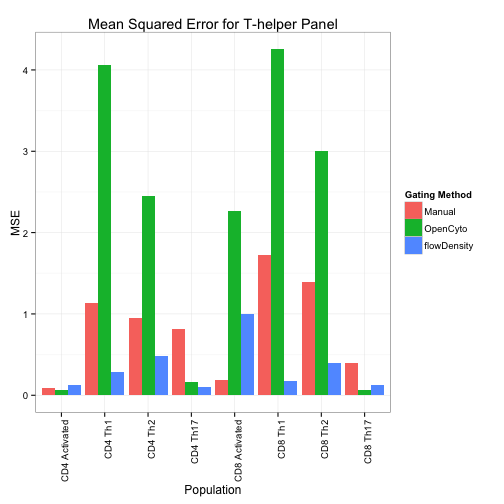 Mean Squared Error for T-helper Panel
MSE
4
3
2
1
0
CD4 Activated
CD4 Th1
CD4 Th2
CD4 Th17
CD8 Activated
CD8 Th1
CD8 Th2
CD8 Th17
Population
Gating Method
Manual
OpenCyto
flowDensity